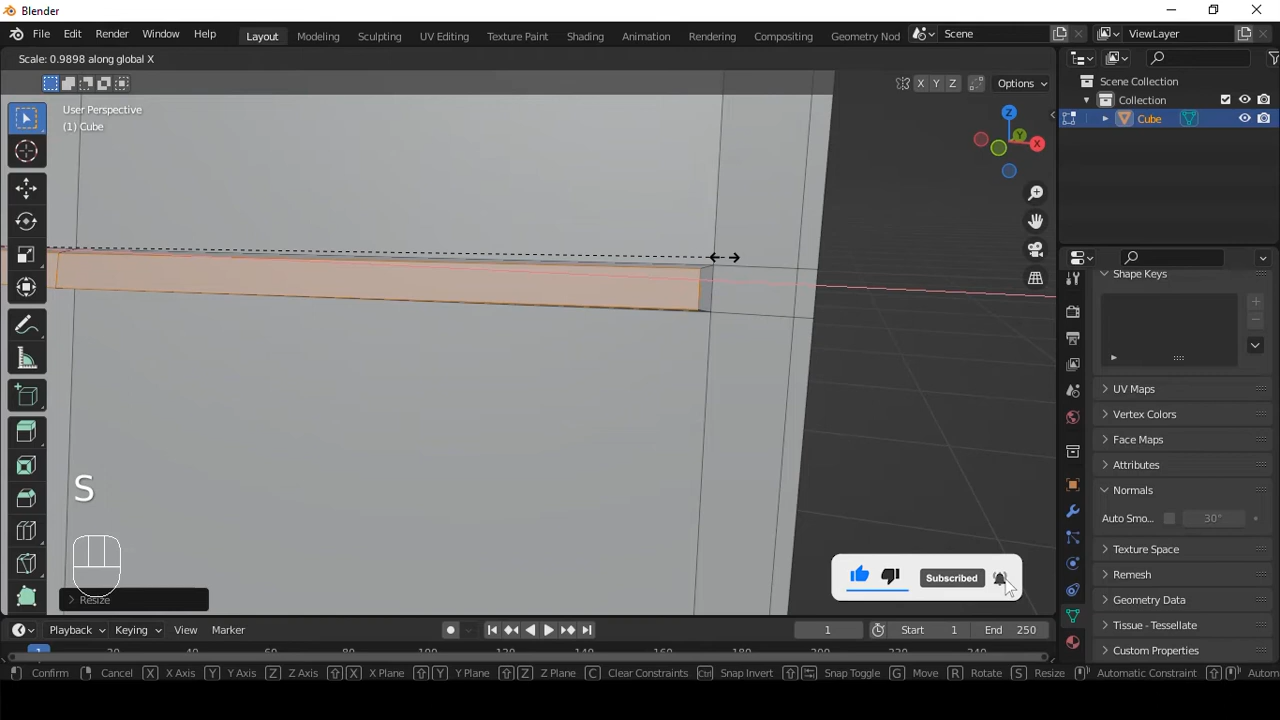 Blender
File Edit Render Window Help Layout Modeling Sculpting UV Editing Texture Paint Shading Animation Rendering Compositing Geometry Nod Scene ViewLayer
Scale: 0.9898 along global X
X Y Z Options
User Perspective
(1) Cube
Scene Collection
Collection
Cube
Z
Y
X
Shape Keys
UV Maps
Vertex Colors
Face Maps
Attributes
Normals
Auto Smo... 30°
Texture Space
Remesh
Geometry Data
Tissue - Tessellate
Custom Properties
S
Subscribed
Resize
Playback Keying View Marker 1 Start 1 End 250
Confirm Cancel X X Axis Y Y Axis Z Z Axis X X Plane Y Y Plane Z Z Plane C Clear Constraints Ctrl Snap Invert Snap Toggle G Move R Rotate S Resize Automatic Constraint Autom